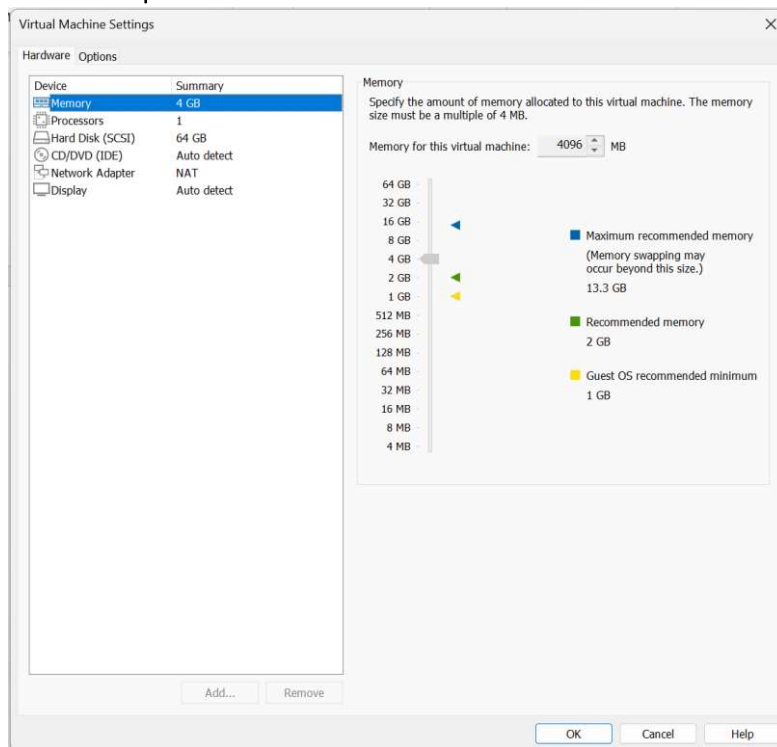 Virtual Machine Settings
Hardware Options
Device Summary
Memory 4 GB
Processors 1
Hard Disk (SCSI) 64 GB
CD/DVD (IDE) Auto detect
Network Adapter NAT
Display Auto detect
Add... Remove
Memory
Specify the amount of memory allocated to this virtual machine. The memory
size must be a multiple of 4 MB.
Memory for this virtual machine: 4096 MB
64 GB
32 GB
16 GB
8 GB
4 GB
2 GB
1 GB
512 MB
256 MB
128 MB
64 MB
32 MB
16 MB
8 MB
4 MB
Maximum recommended memory
(Memory swapping may
occur beyond this size.)
13.3 GB
Recommended memory
2 GB
Guest OS recommended minimum
1 GB
OK Cancel Help